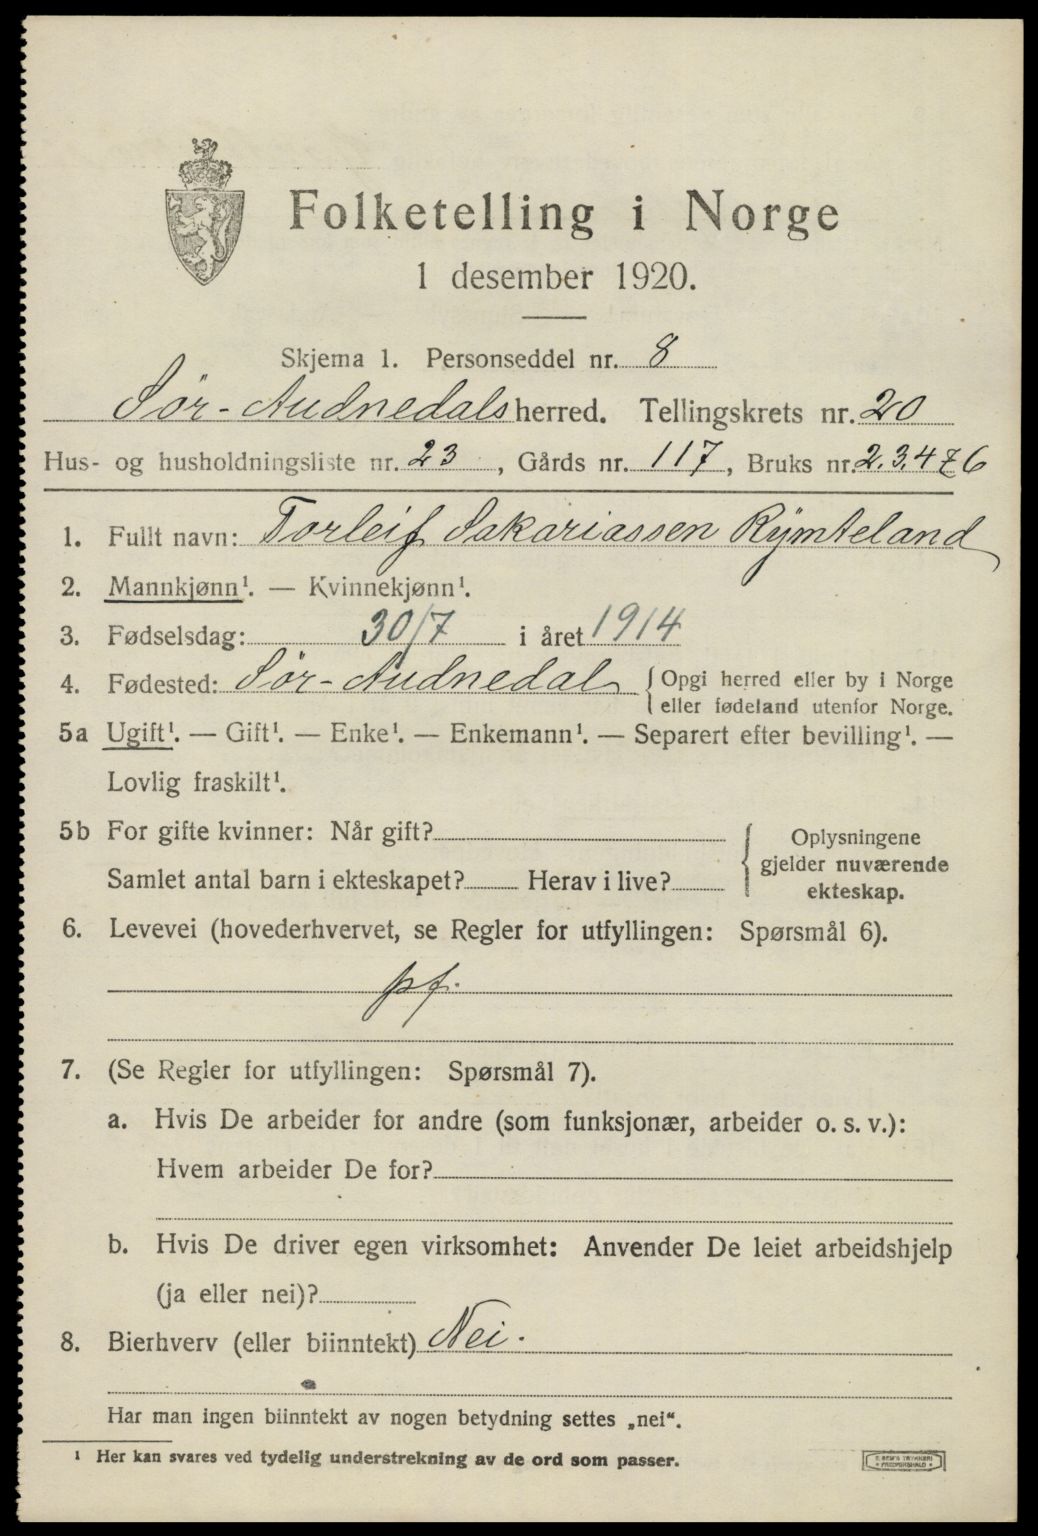 Folketelling i Norge
1 desember 1920.
Skjema 1. Personseddel nr. 8
Sør-Audnedals herred. Tellingskrets nr. 20
Hus- og husholdningsliste nr. 23, Gårds nr. 117, Bruks nr. 2.3.4 & 6
1. Fullt navn: Torleif Sakariassen Rymteland
2. Mannkjønn¹. — Kvinnekjønn¹.
3. Fødselsdag: 30/7 i året 1914
4. Fødested: Sør-Audnedal { Opgi herred eller by i Norge
eller fødeland utenfor Norge.
5a Ugift¹. — Gift¹. — Enke¹. — Enkemann¹. — Separert efter bevilling¹. —
Lovlig fraskilt¹.
5b For gifte kvinner: Når gift?
Samlet antal barn i ekteskapet? Herav i live?
Oplysningene
gjelder nuværende
ekteskap.
6. Levevei (hovederhvervet, se Regler for utfyllingen: Spørsmål 6).
pf.
7. (Se Regler for utfyllingen: Spørsmål 7).
a. Hvis De arbeider for andre (som funksjonær, arbeider o. s. v.):
Hvem arbeider De for?
b. Hvis De driver egen virksomhet: Anvender De leiet arbeidshjelp
(ja eller nei)?
8. Bierhverv (eller biinntekt) Nei.
Har man ingen biinntekt av nogen betydning settes „nei“.
¹ Her kan svares ved tydelig understrekning av de ord som passer.